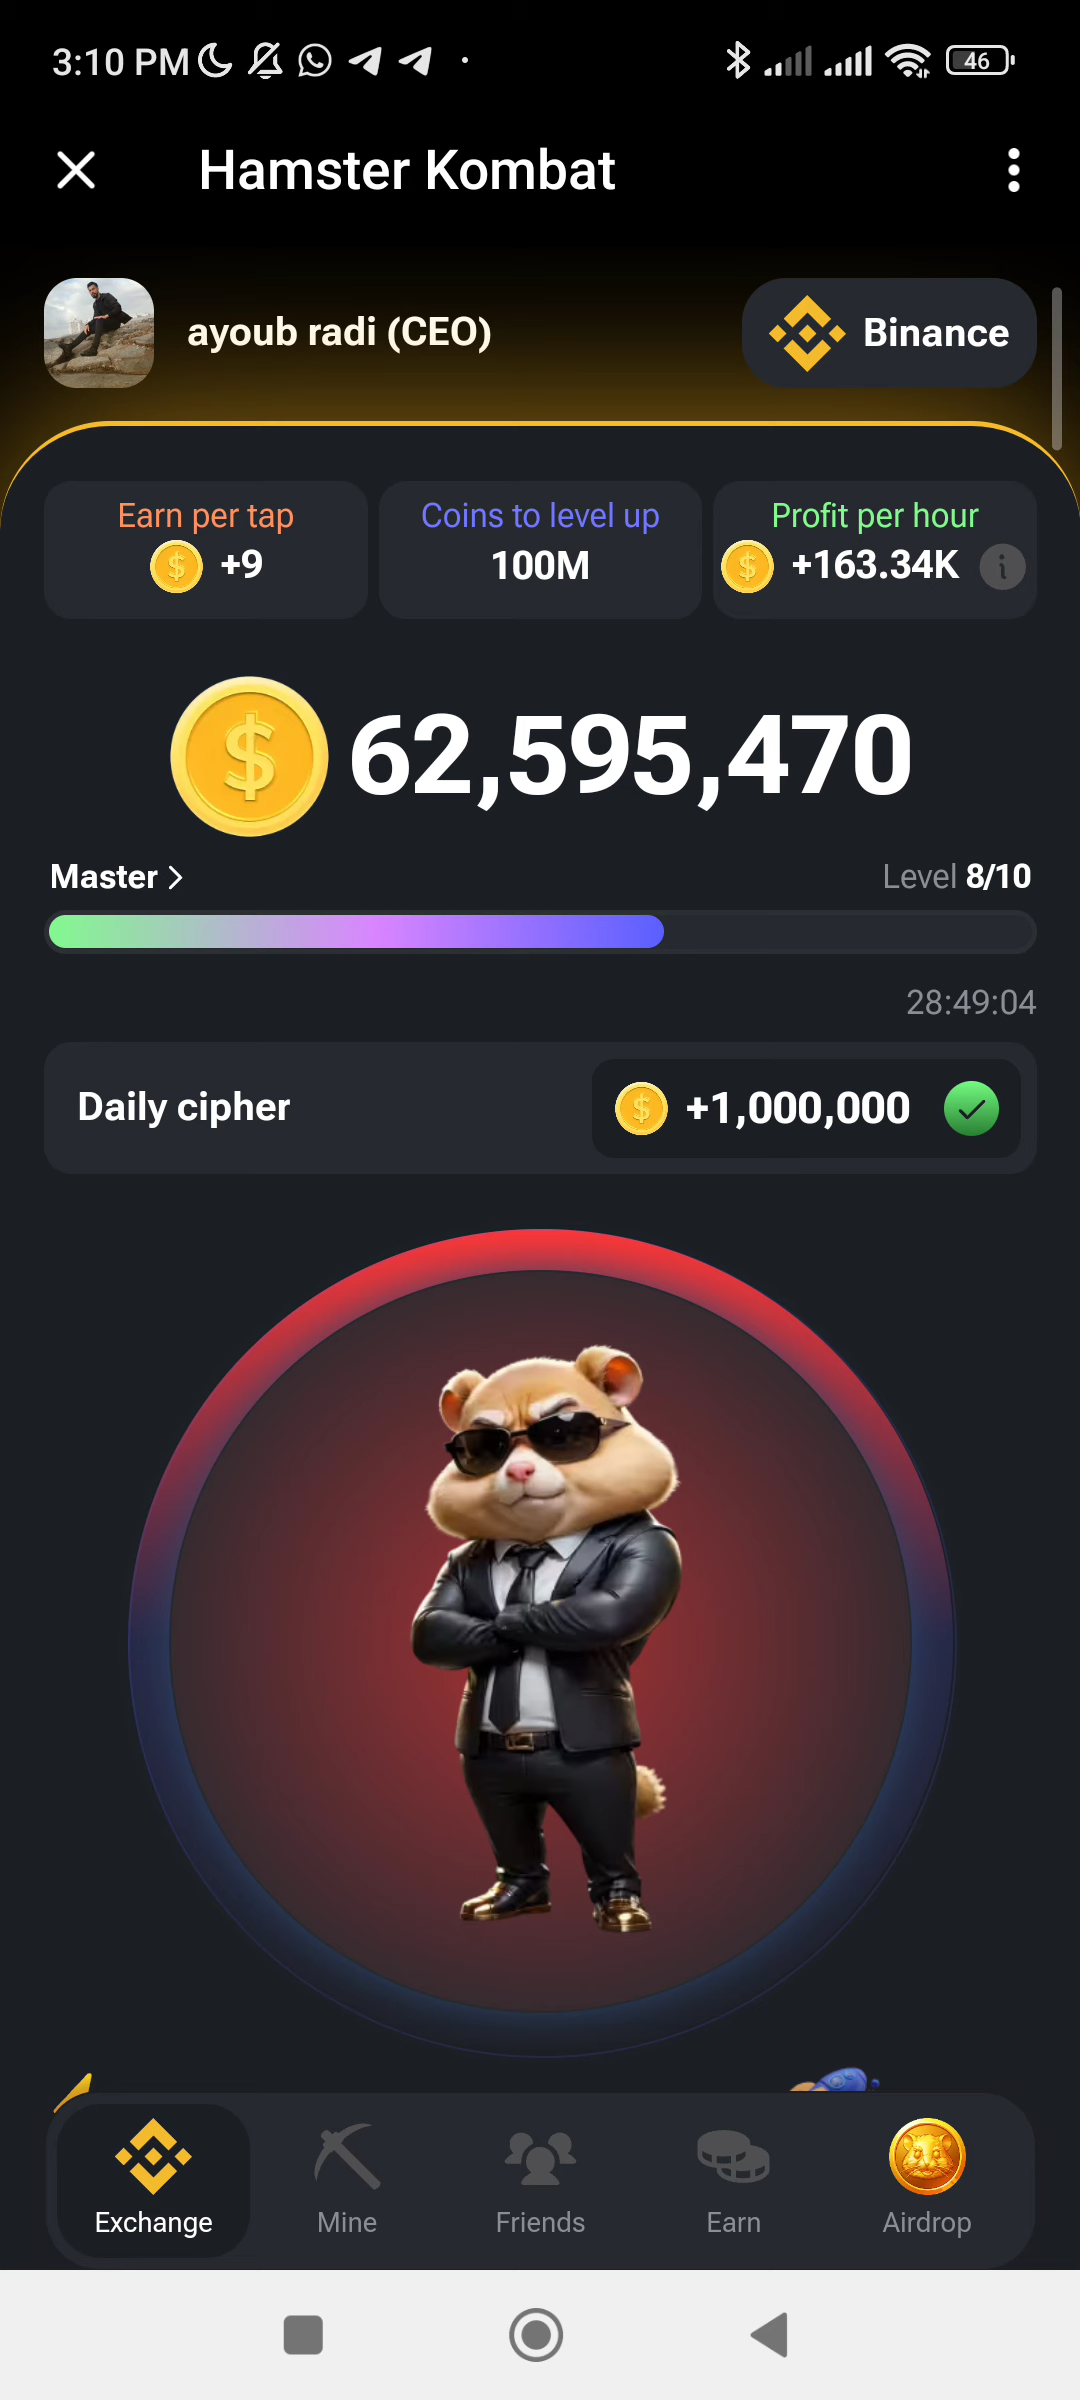 3:10 PM
46
Hamster Kombat
ayoub radi (CEO)
Binance
Earn per tap
+9
Coins to level up
100M
Profit per hour
+163.34K
62,595,470
Master
Level 8/10
28:49:04
Daily cipher
+1,000,000
Exchange
Mine
Friends
Earn
Airdrop